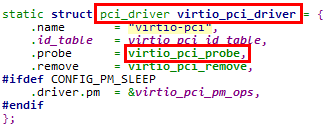 static struct pci_driver virtio_pci_driver = {
.name = "virtio-pci",
.id_table = virtio_pci_id_table,
.probe = virtio_pci_probe,
.remove = virtio_pci_remove,
#ifdef CONFIG_PM_SLEEP
.driver.pm = &virtio_pci_pm_ops,
#endif
};